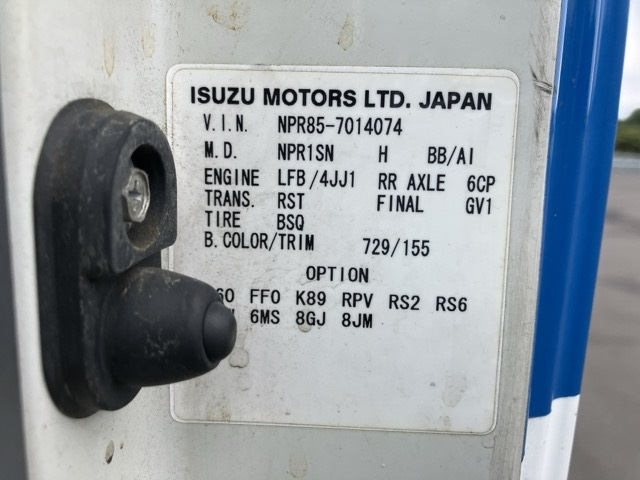 ISUZU MOTORS LTD. JAPAN
V.I.N. NPR85-7014074
M.D. NPR1SN H BB/AI
ENGINE LFB/4JJ1 RR AXLE 6CP
TRANS. RST FINAL GV1
TIRE BSQ
B.COLOR/TRIM 729/155
OPTION
FFO K89 RPV RS2 RS6
6MS 8GJ 8JM